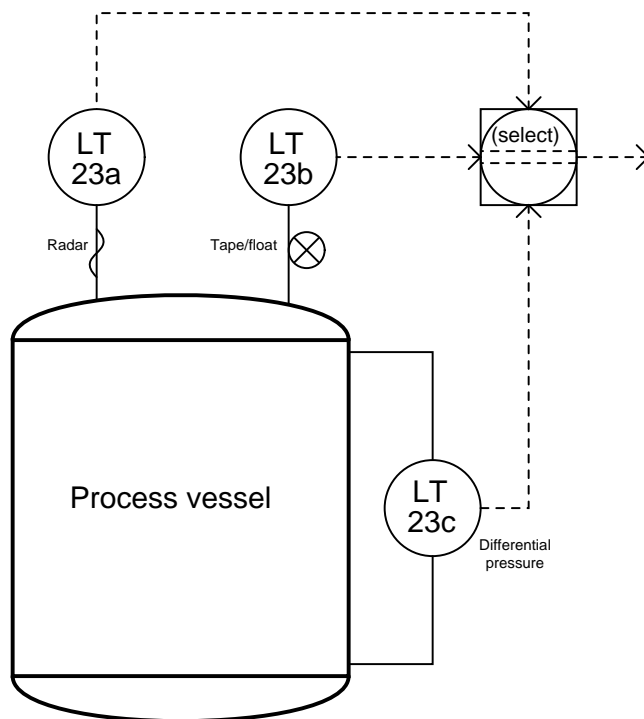 LT
23a
LT
23b
(select)
Radar
Tape/float
Process vessel
LT
23c
Differential
pressure